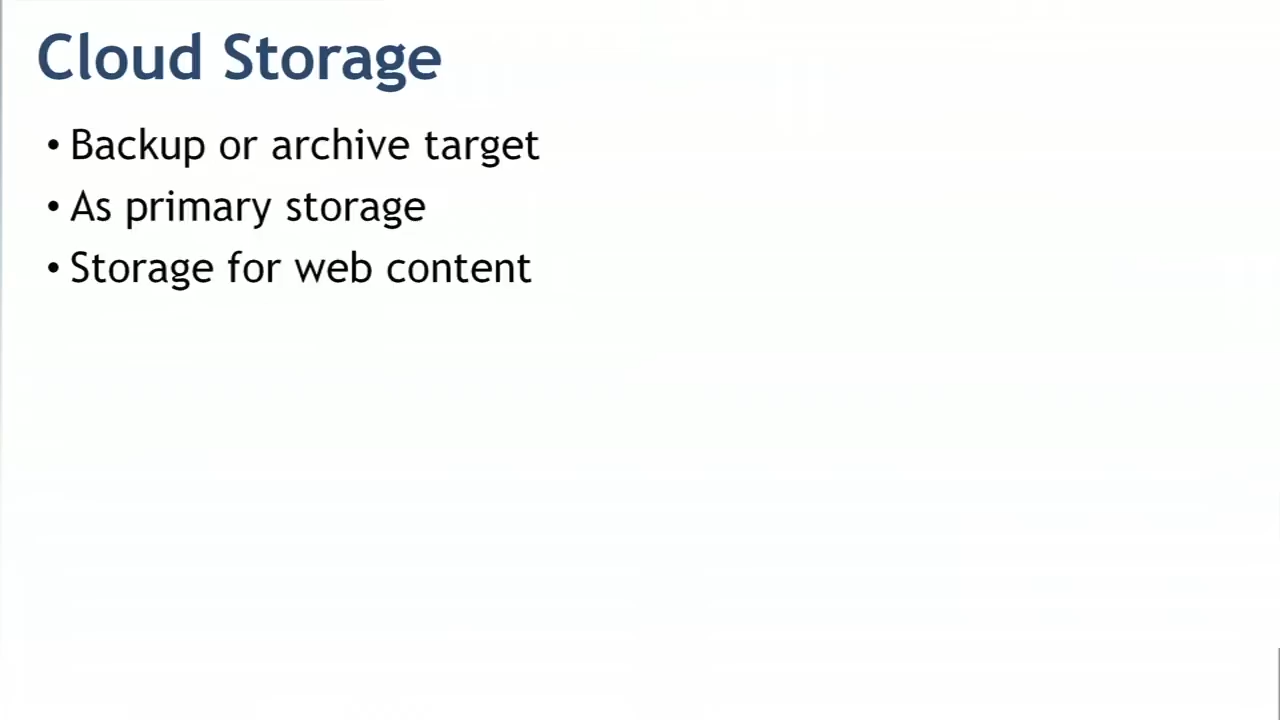 Cloud Storage
• Backup or archive target
• As primary storage
• Storage for web content